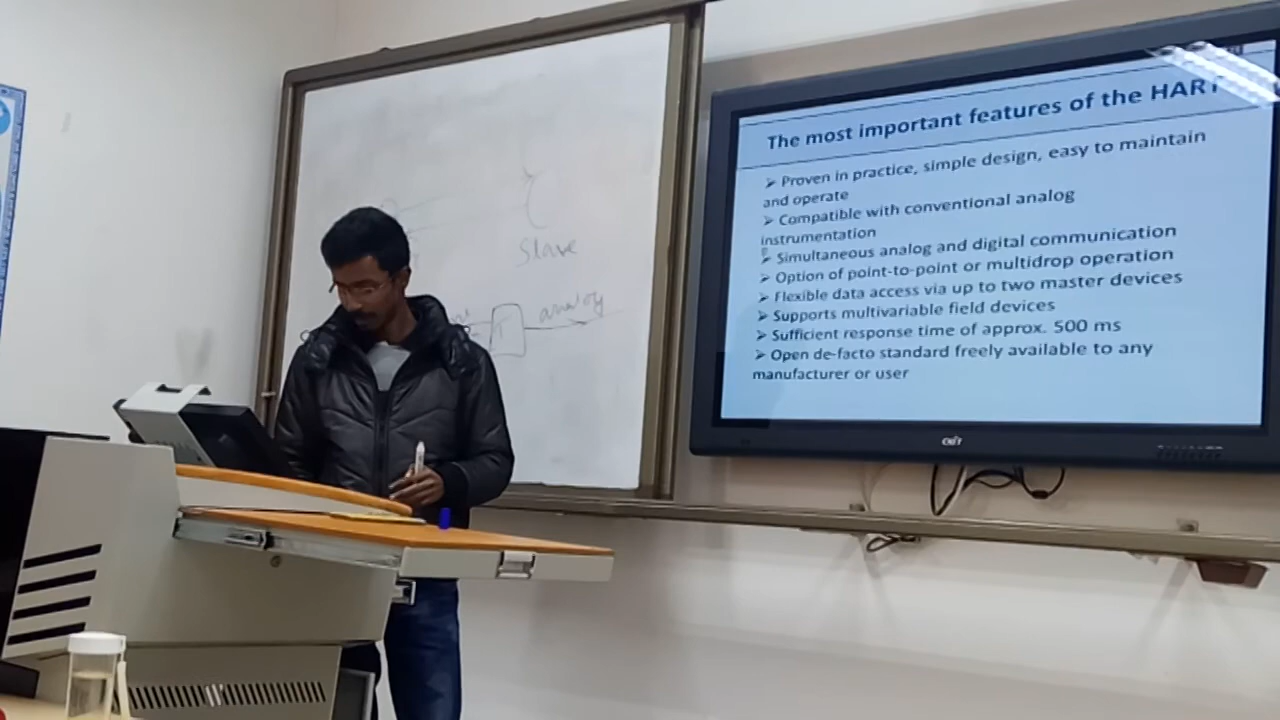 The most important features of the HART
➢ Proven in practice, simple design, easy to maintain
and operate
➢ Compatible with conventional analog
instrumentation
➢ Simultaneous analog and digital communication
➢ Option of point-to-point or multidrop operation
➢ Flexible data access via up to two master devices
➢ Supports multivariable field devices
➢ Sufficient response time of approx. 500 ms
➢ Open de-facto standard freely available to any
manufacturer or user
Slave
analog